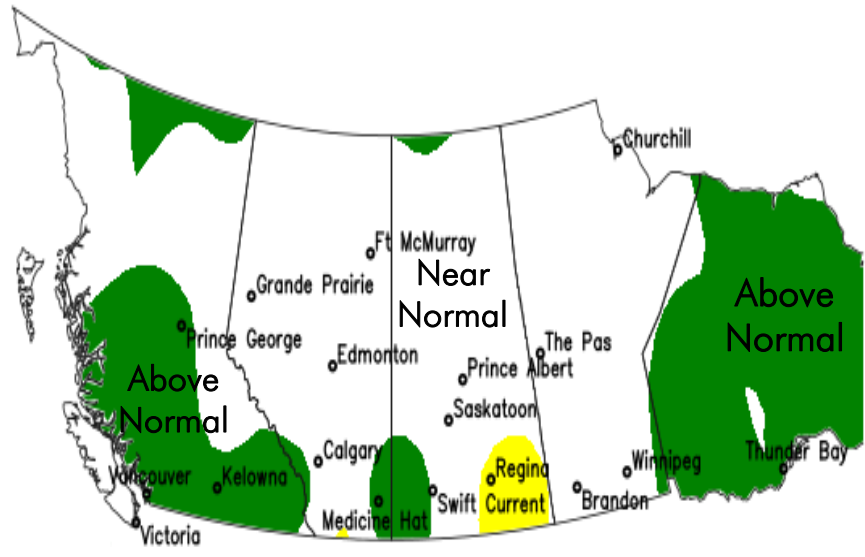 Churchill
Ft McMurray
Near
Normal
Grande Prairie
Above
Normal
Prince George
The Pas
Edmonton
Prince Albert
Above
Normal
Saskatoon
Calgary
Thunder Bay
Winnipeg
Regina
Vancouver
Kelowna
Swift Current
Brandon
Medicine Hat
Victoria